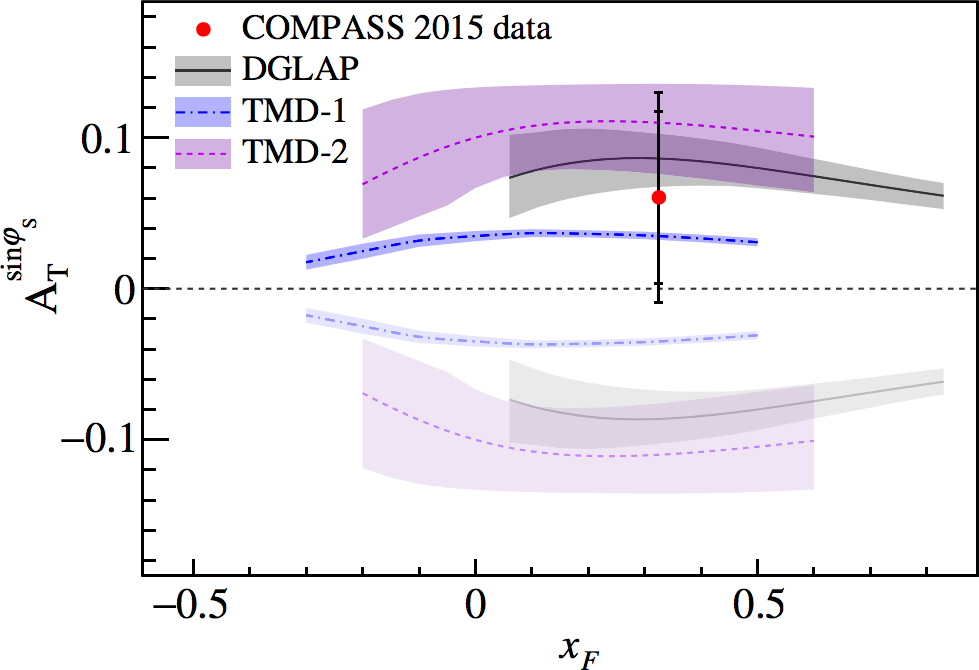 COMPASS 2015 data
DGLAP
TMD-1
TMD-2
0.1
0
−0.1
A_T^{sinφ_s}
−0.5 0 0.5
x_F